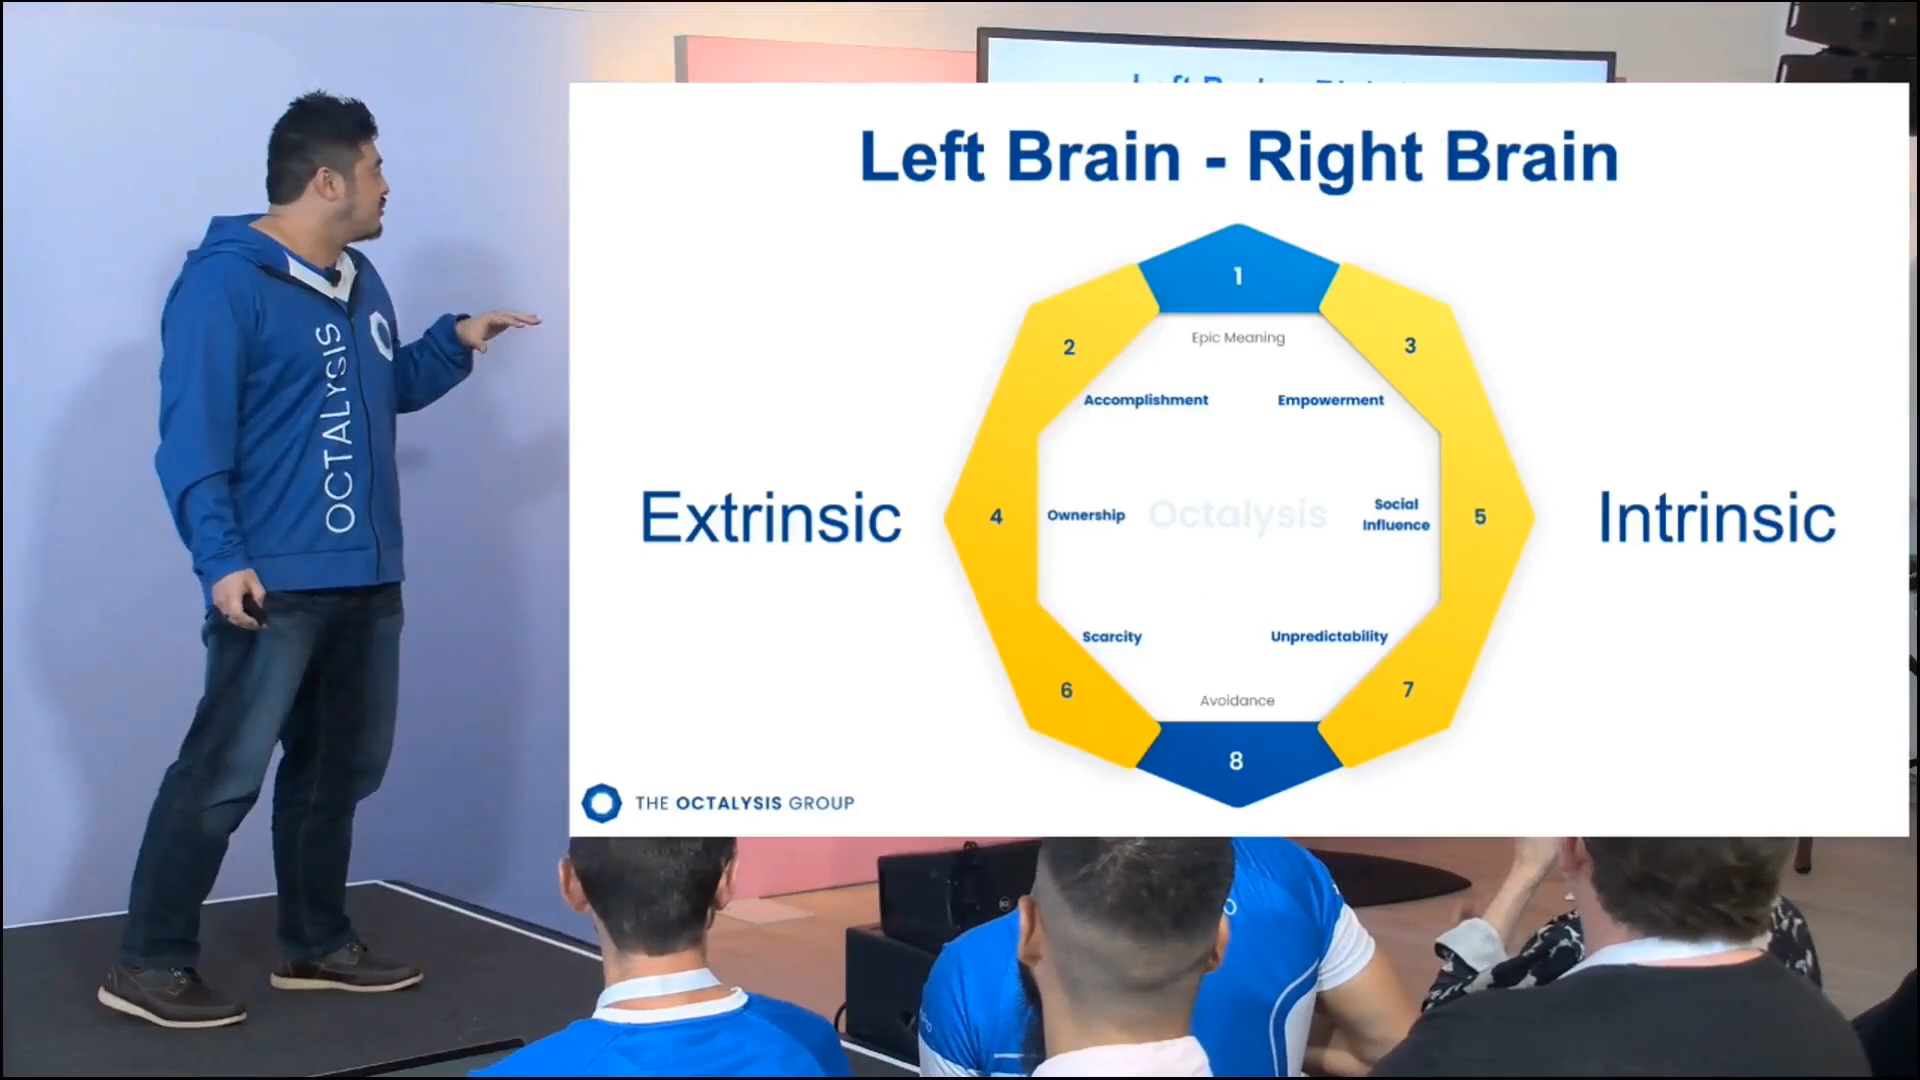 Left Brain - Right Brain
1
Epic Meaning
2
3
Accomplishment
Empowerment
Extrinsic
4
Ownership
Octalysis
Social
Influence
5
Intrinsic
Scarcity
Unpredictability
6
7
Avoidance
8
THE OCTALYSIS GROUP
OCTALYSIS